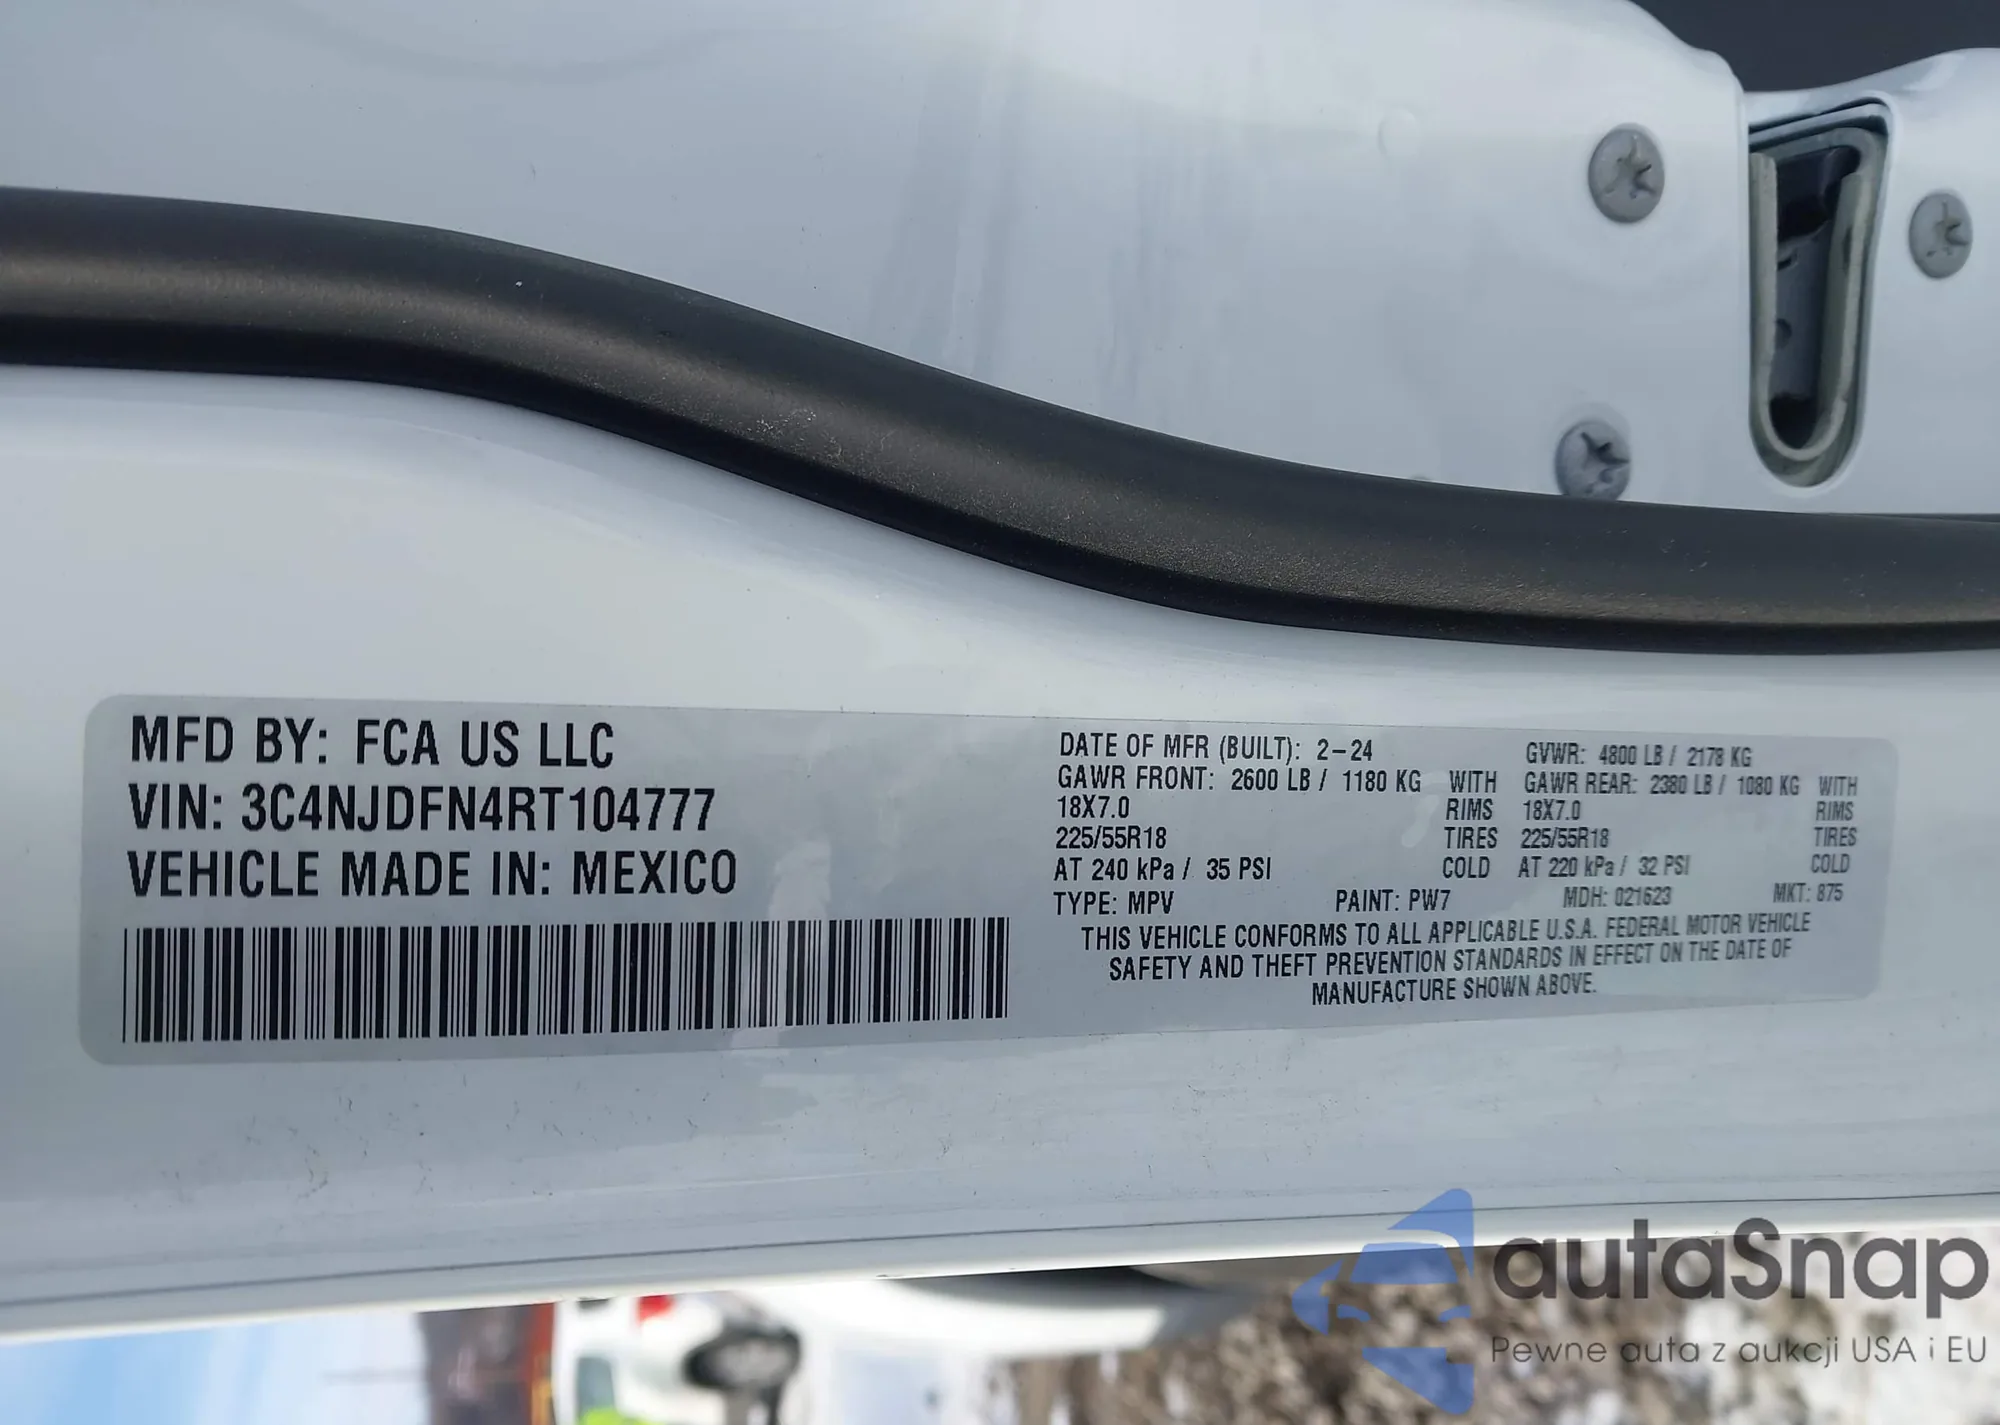 MFD BY: FCA US LLC
VIN: 3C4NJDFN4RT104777
VEHICLE MADE IN: MEXICO
DATE OF MFR (BUILT): 2-24 GVWR: 4800 LB / 2178 KG
GAWR FRONT: 2600 LB / 1180 KG WITH GAWR REAR: 2380 LB / 1080 KG WITH
18X7.0 RIMS 18X7.0 RIMS
225/55R18 TIRES 225/55R18 TIRES
AT 240 kPa / 35 PSI COLD AT 220 kPa / 32 PSI COLD
TYPE: MPV PAINT: PW7 MDH: 021623 MKT: 875
THIS VEHICLE CONFORMS TO ALL APPLICABLE U.S.A. FEDERAL MOTOR VEHICLE
SAFETY AND THEFT PREVENTION STANDARDS IN EFFECT ON THE DATE OF
MANUFACTURE SHOWN ABOVE.
autaSnap
Pewne auta z aukcji USA i EU